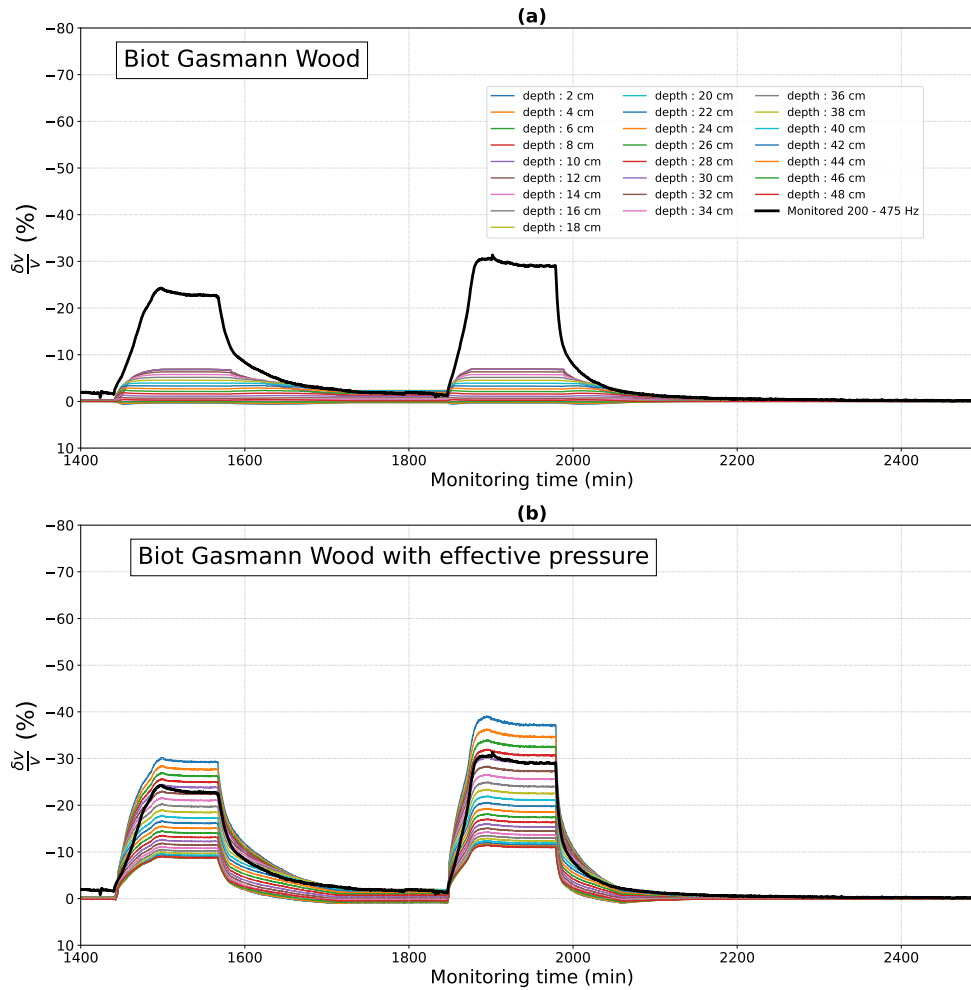 (a)
Biot Gasmann Wood
−80
−70
−60
−50
−40
−30
−20
−10
0
10
δv/v (%)
depth : 2 cm
depth : 4 cm
depth : 6 cm
depth : 8 cm
depth : 10 cm
depth : 12 cm
depth : 14 cm
depth : 16 cm
depth : 18 cm
depth : 20 cm
depth : 22 cm
depth : 24 cm
depth : 26 cm
depth : 28 cm
depth : 30 cm
depth : 32 cm
depth : 34 cm
depth : 36 cm
depth : 38 cm
depth : 40 cm
depth : 42 cm
depth : 44 cm
depth : 46 cm
depth : 48 cm
Monitored 200 - 475 Hz
1400 1600 1800 2000 2200 2400
Monitoring time (min)
(b)
Biot Gasmann Wood with effective pressure
−80
−70
−60
−50
−40
−30
−20
−10
0
10
δv/v (%)
1400 1600 1800 2000 2200 2400
Monitoring time (min)